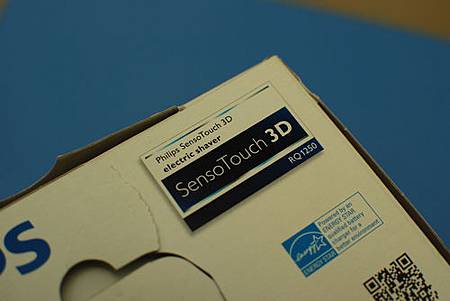 Philips SensoTouch 3D
electric shaver
SensoTouch 3D
RQ1250
Powered by an
ENERGY STAR
qualified battery
charger for a
better environment
ENERGY STAR
PS